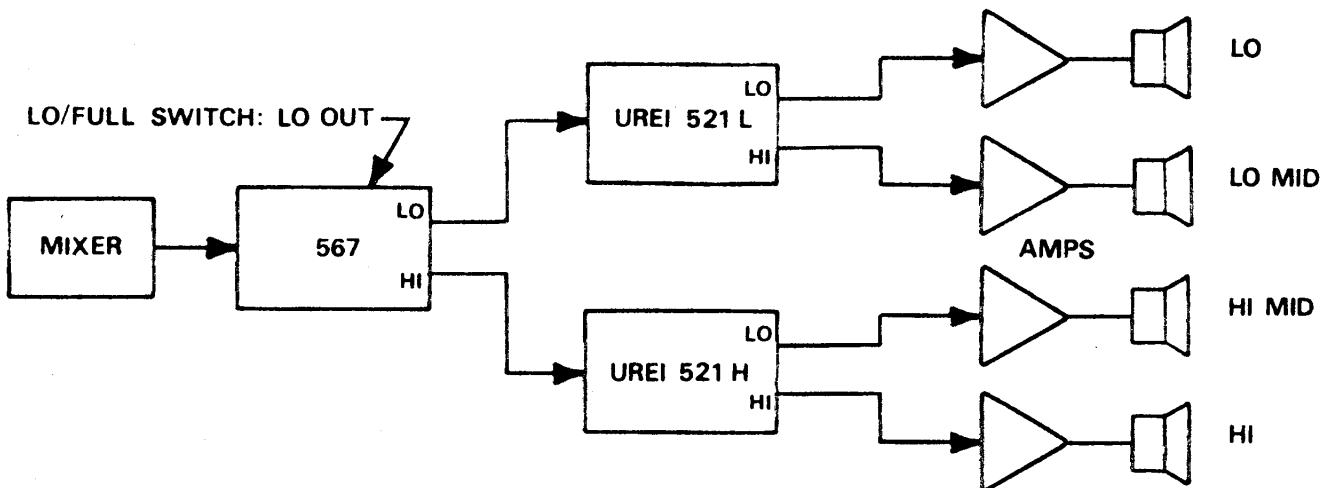 LO/FULL SWITCH: LO OUT
MIXER
567
LO
HI
UREI 521 L
LO
HI
UREI 521 H
LO
HI
AMPS
LO
LO MID
HI MID
HI